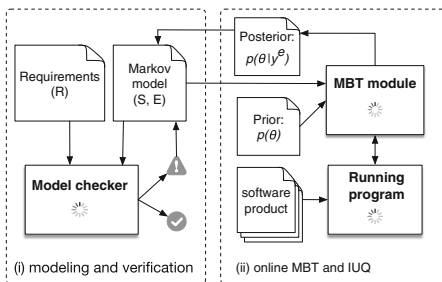 Requirements
(R)
Markov
model
(S, E)
Model checker
(i) modeling and verification
Posterior:
p(θ|yᵉ)
Prior:
p(θ)
MBT module
software
product
Running
program
(ii) online MBT and IUQ